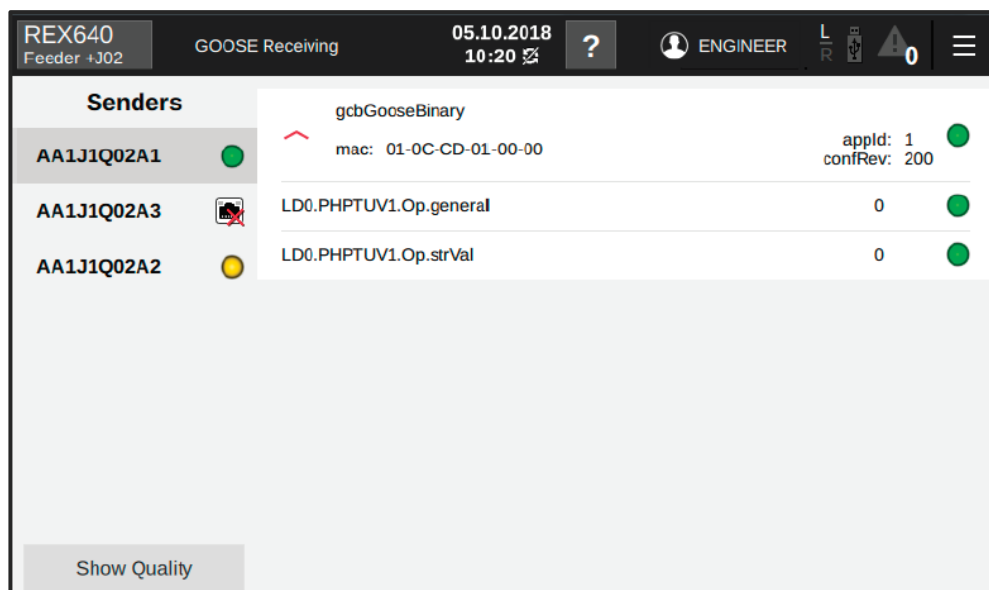 REX640
Feeder +J02
GOOSE Receiving
05.10.2018
10:20
?
ENGINEER
L
R
0
Senders
AA1J1Q02A1
AA1J1Q02A3
AA1J1Q02A2
gcbGooseBinary
mac: 01-0C-CD-01-00-00
appId: 1
confRev: 200
LD0.PHPTUV1.Op.general 0
LD0.PHPTUV1.Op.strVal 0
Show Quality